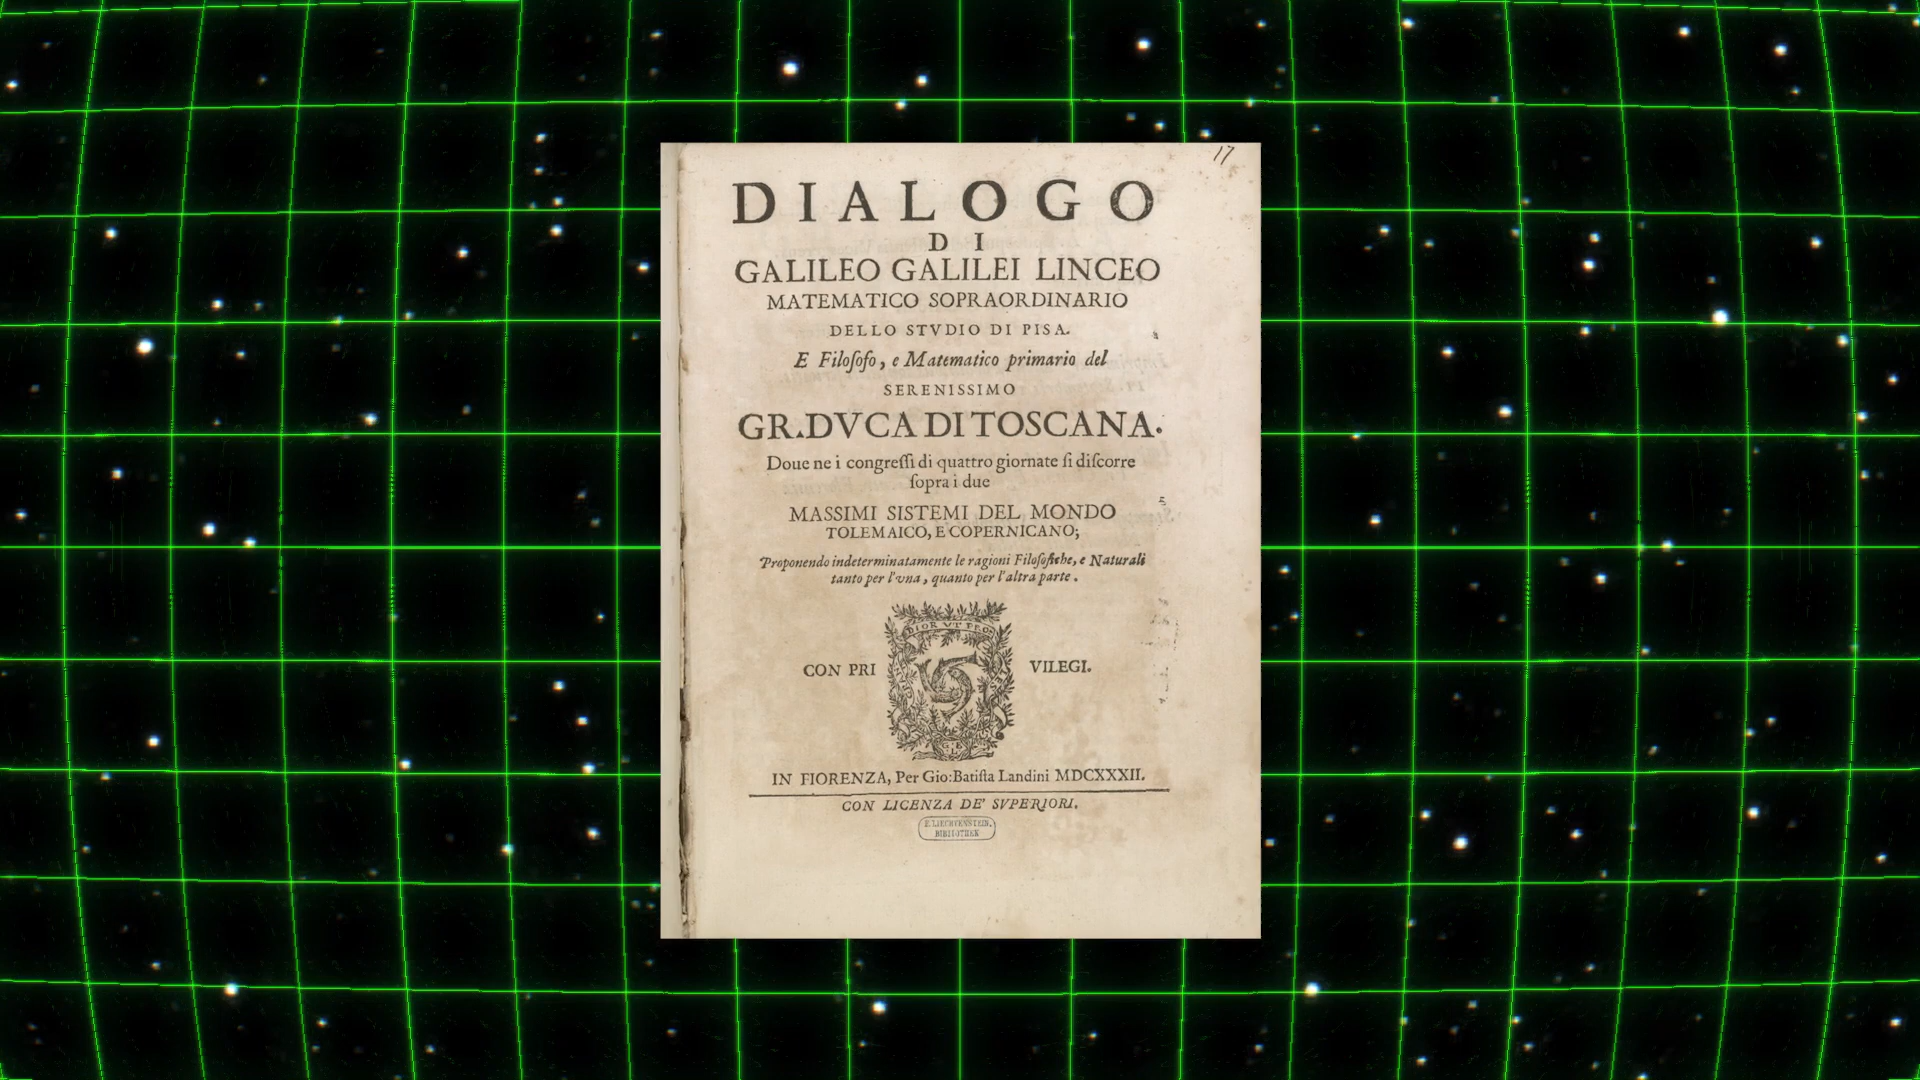 17
DIALOGO
DI
GALILEO GALILEI LINCEO
MATEMATICO SOPRAORDINARIO
DELLO STVDIO DI PISA.
E Filoſofo, e Matematico primario del
SERENISSIMO
GR.DVCA DI TOSCANA.
Doue ne i congreſſi di quattro giornate ſi diſcorre
ſopra i due
MASSIMI SISTEMI DEL MONDO
TOLEMAICO, E COPERNICANO;
Proponendo indeterminatamente le ragioni Filoſofiche, e Naturali
tanto per l'vna, quanto per l'altra parte.
CON PRI VILEGI.
IN FIORENZA, Per Gio:Batiſta Landini MDCXXXII.
CON LICENZA DE' SVPERIORI.
BIBLIOTHEK